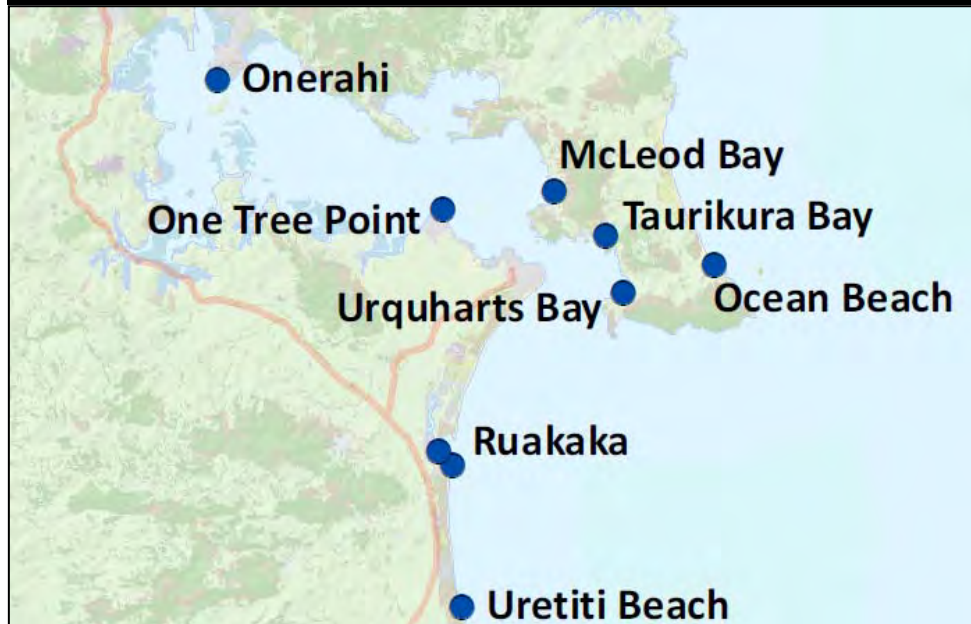 Onerahi
McLeod Bay
One Tree Point
Taurikura Bay
Urquharts Bay
Ocean Beach
Ruakaka
Uretiti Beach